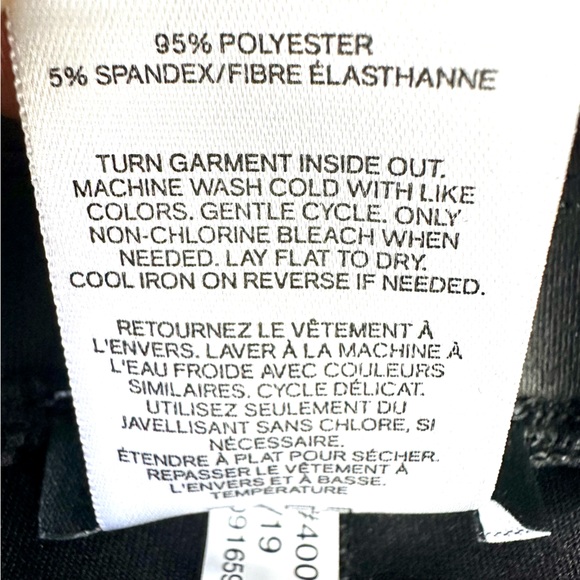 95% POLYESTER
5% SPANDEX/FIBRE ÉLASTHANNE
TURN GARMENT INSIDE OUT.
MACHINE WASH COLD WITH LIKE
COLORS. GENTLE CYCLE. ONLY
NON-CHLORINE BLEACH WHEN
NEEDED. LAY FLAT TO DRY.
COOL IRON ON REVERSE IF NEEDED.
RETOURNEZ LE VÊTEMENT À
L'ENVERS. LAVER À LA MACHINE À
L'EAU FROIDE AVEC COULEURS
SIMILAIRES. CYCLE DÉLICAT.
UTILISEZ SEULEMENT DU
JAVELLISANT SANS CHLORE, SI
NÉCESSAIRE.
ÉTENDRE À PLAT POUR SÉCHER.
REPASSER LE VÊTEMENT À
L'ENVERS ET À BASSE.
TEMPÉRATURE
#400
/19
09165